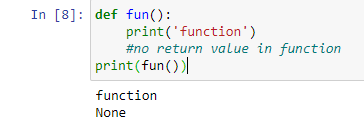 In [8]: def fun():
print('function')
#no return value in function
print(fun())
function
None